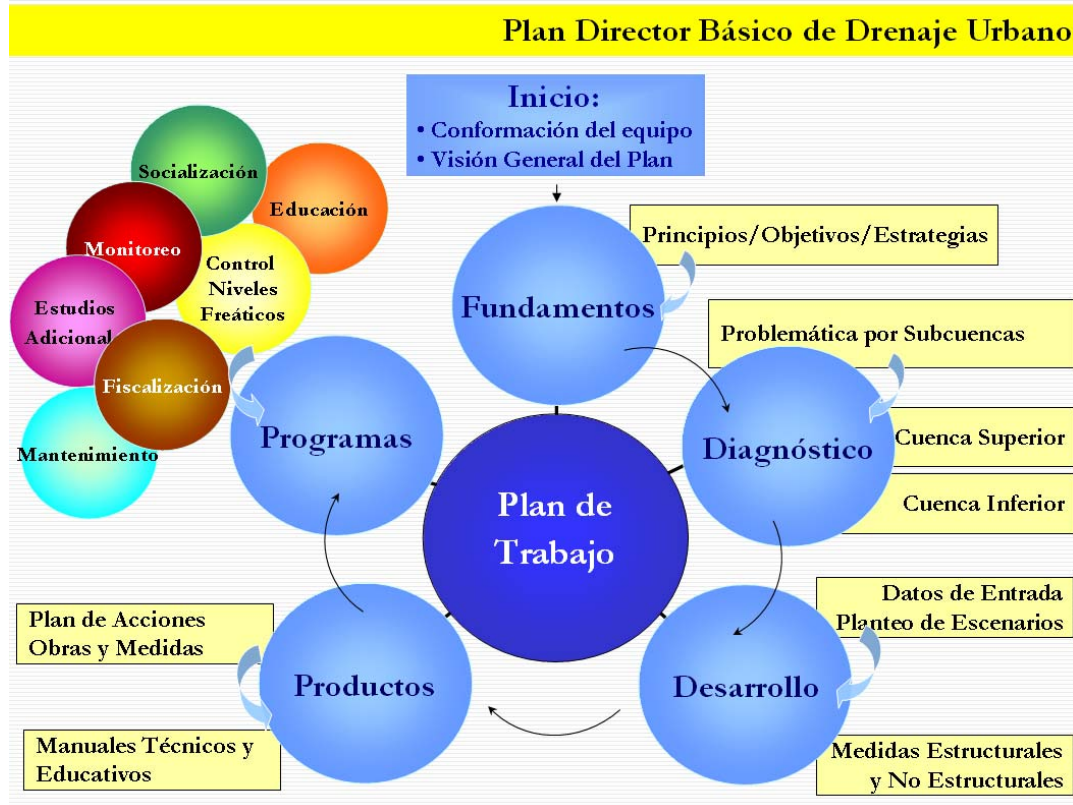 Plan Director Básico de Drenaje Urbano
Inicio:
• Conformación del equipo
• Visión General del Plan
Socialización
Educación
Monitoreo
Control
Niveles
Freáticos
Estudios
Adicional
Fiscalización
Mantenimiento
Principios/Objetivos/Estrategias
Fundamentos
Problemática por Subcuencas
Diagnóstico
Cuenca Superior
Cuenca Inferior
Programas
Plan de
Trabajo
Datos de Entrada
Planteo de Escenarios
Desarrollo
Medidas Estructurales
y No Estructurales
Plan de Acciones
Obras y Medidas
Productos
Manuales Técnicos y
Educativos